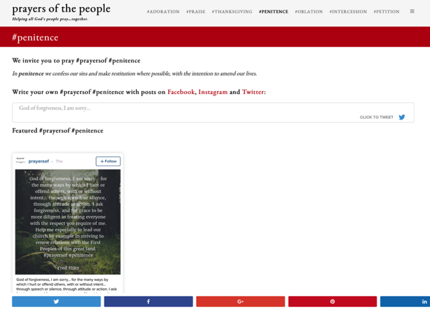 prayers of the people
Helping all God's people pray...together.
#ADORATION #PRAISE #THANKSGIVING #PENITENCE #OBLATION #INTERCESSION #PETITION
#penitence
We invite you to pray #prayersof #penitence
In penitence we confess our sins and make restitution where possible, with the intention to amend our lives.
Write your own #prayersof #penitence with posts on Facebook, Instagram and Twitter:
God of forgiveness, I am sorry...
CLICK TO TWEET
Featured #prayersof #penitence
prayersof
+ Follow
God of forgiveness, I am sorry... for
the many ways by which I hurt or
offend others, with or without
intent... through speech or silence,
through attitude or action. I ask
forgiveness, and for grace to be
more diligent in treating everyone
with the respect you require of me.
Help me especially to lead our
church by example in striving to
renew relations with the First
Peoples of this great land.
#prayersof #penitence
God of forgiveness, I am sorry... for the many ways by
which I hurt or offend others, with or without intent...
through speech or silence, through attitude or action. I ask